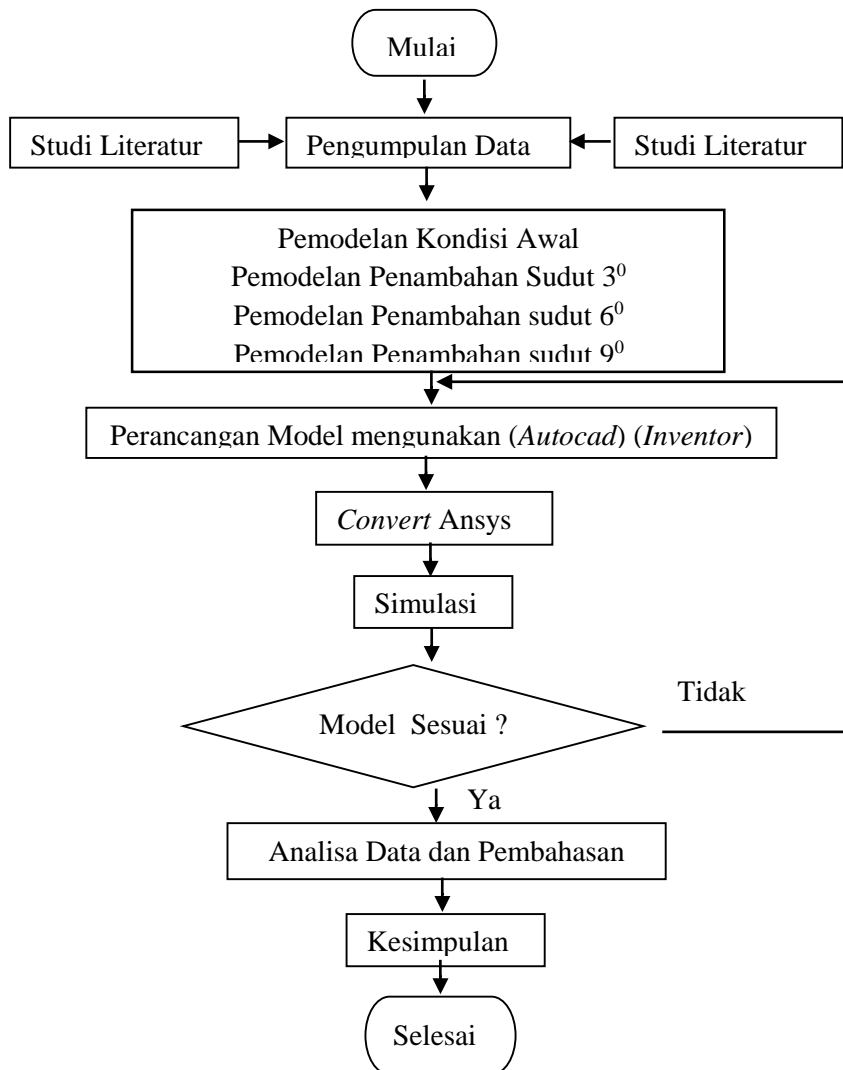 Mulai
Studi Literatur
Pengumpulan Data
Studi Literatur
Pemodelan Kondisi Awal
Pemodelan Penambahan Sudut 3⁰
Pemodelan Penambahan sudut 6⁰
Pemodelan Penambahan sudut 9⁰
Perancangan Model mengunakan (Autocad) (Inventor)
Convert Ansys
Simulasi
Model Sesuai ?
Tidak
Ya
Analisa Data dan Pembahasan
Kesimpulan
Selesai